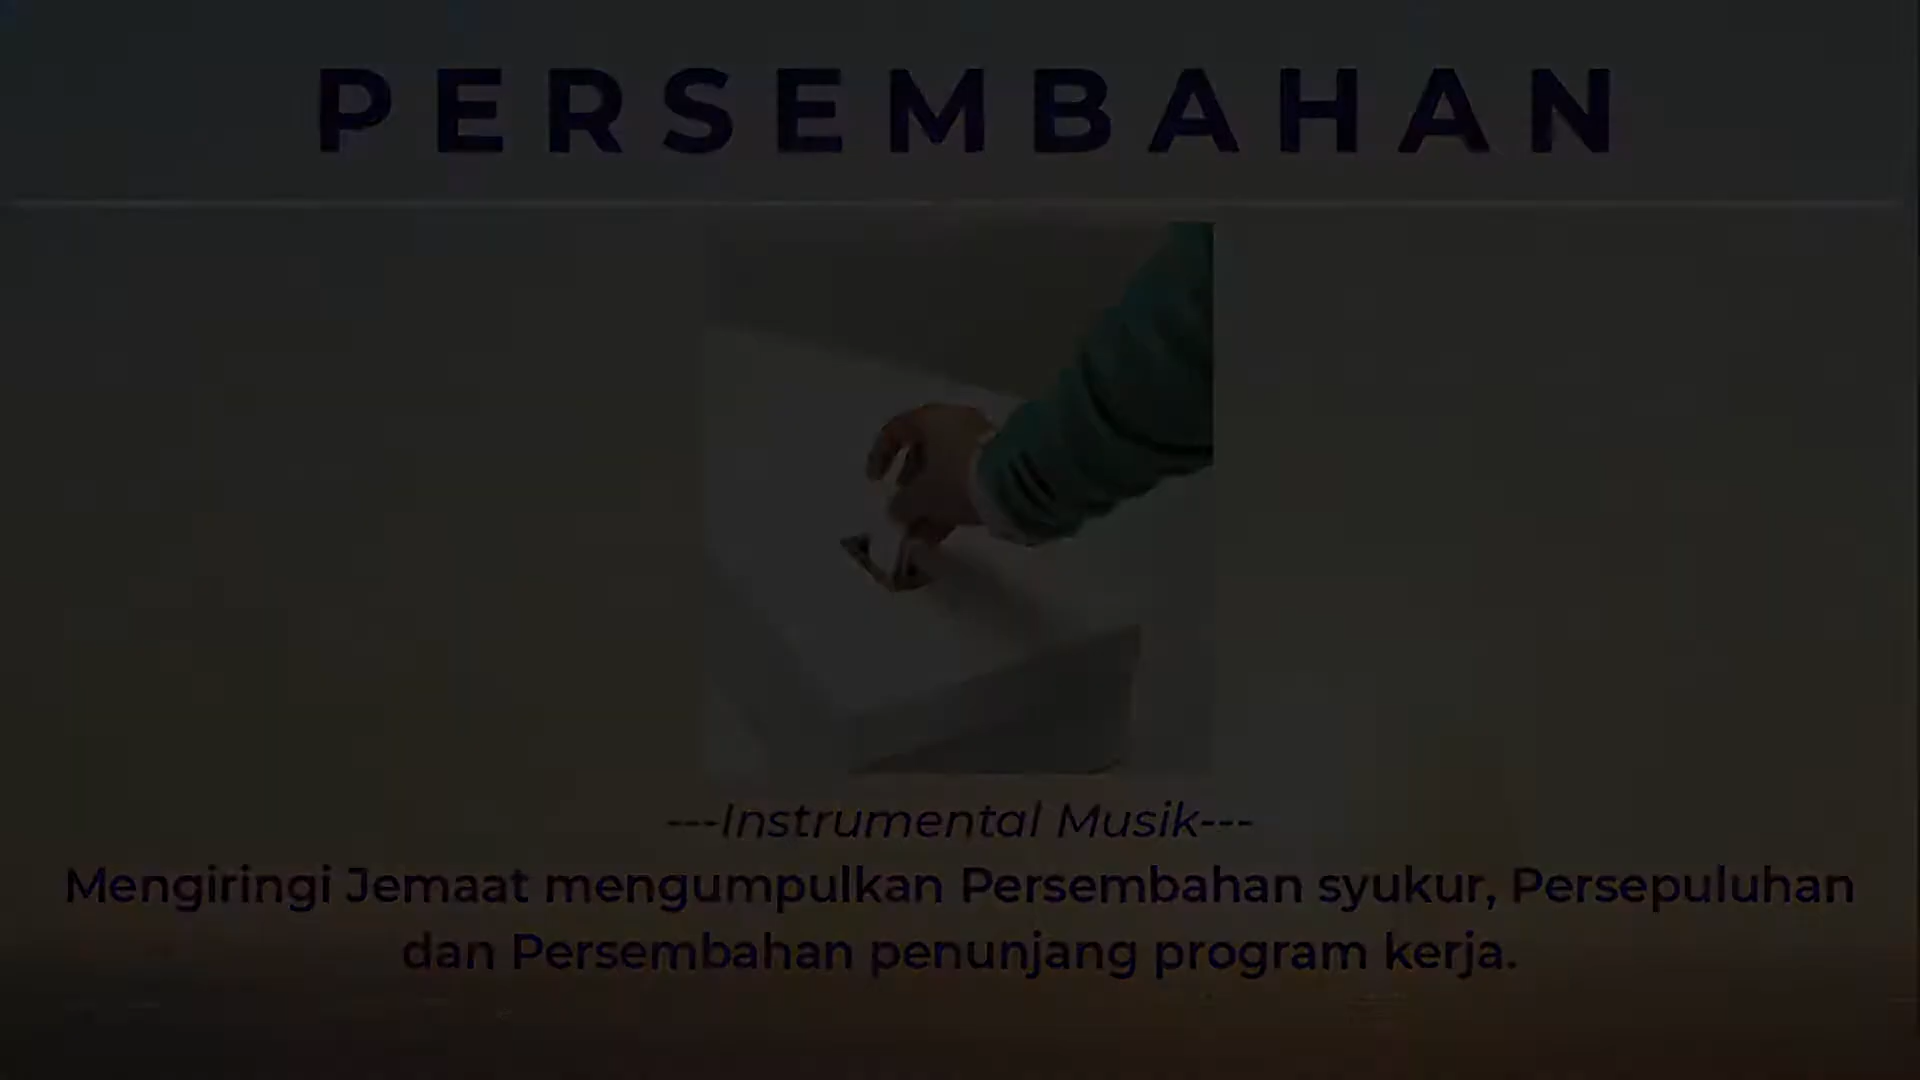 PERSEMBAHAN
---Instrumental Musik---
Mengiringi Jemaat mengumpulkan Persembahan syukur, Persepuluhan
dan Persembahan penunjang program kerja.